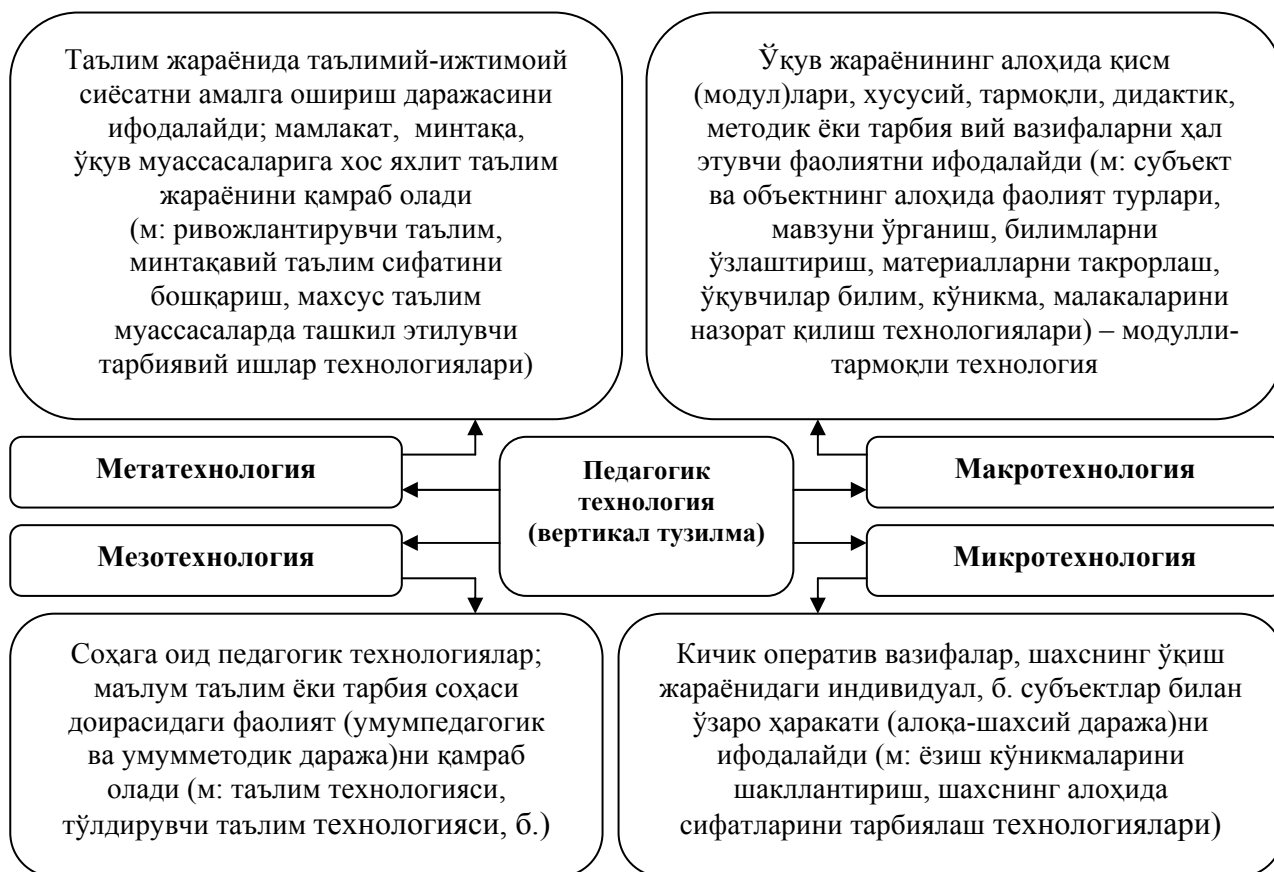 Таълим жараёнида таълимий-ижтимоий
сиёсатни амалга ошириш даражасини
ифодалайди; мамлакат, минтақа,
ўқув муассасаларига хос яхлит таълим
жараёнини қамраб олади
(м: ривожлантирувчи таълим,
минтақавий таълим сифатини
бошқариш, махсус таълим
муассасаларда ташкил этилувчи
тарбиявий ишлар технологиялари)
Ўқув жараёнининг алоҳида қисм
(модул)лари, хусусий, тармоқли, дидактик,
методик ёки тарбия вий вазифаларни ҳал
этувчи фаолиятни ифодалайди (м: субъект
ва объектнинг алоҳида фаолият турлари,
мавзуни ўрганиш, билимларни
ўзлаштириш, материалларни такрорлаш,
ўқувчилар билим, кўникма, малакаларини
назорат қилиш технологиялари) – модулли-
тармоқли технология
Метатехнология
Педагогик
технология
(вертикал тузилма)
Макротехнология
Мезотехнология
Микротехнология
Соҳага оид педагогик технологиялар;
маълум таълим ёки тарбия соҳаси
доирасидаги фаолият (умумпедагогик
ва умумметодик даража)ни қамраб
олади (м: таълим технологияси,
тўлдирувчи таълим технологияси, б.)
Кичик оператив вазифалар, шахснинг ўқиш
жараёнидаги индивидуал, б. субъектлар билан
ўзаро ҳаракати (алоқа-шахсий даража)ни
ифодалайди (м: ёзиш кўникмаларини
шакллантириш, шахснинг алоҳида
сифатларини тарбиялаш технологиялари)